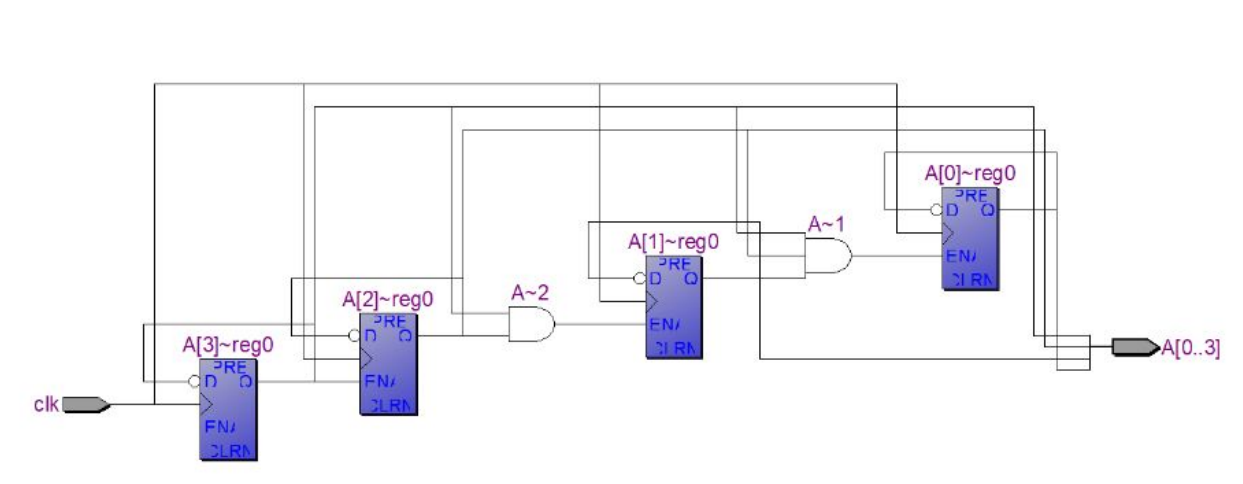 A[0]~reg0
PRE
D Q
ENA
CLRN
A~1
A[1]~reg0
PRE
D Q
ENA
CLRN
A~2
A[2]~reg0
PRE
D Q
ENA
CLRN
A[3]~reg0
PRE
D Q
ENA
CLRN
clk
A[0..3]